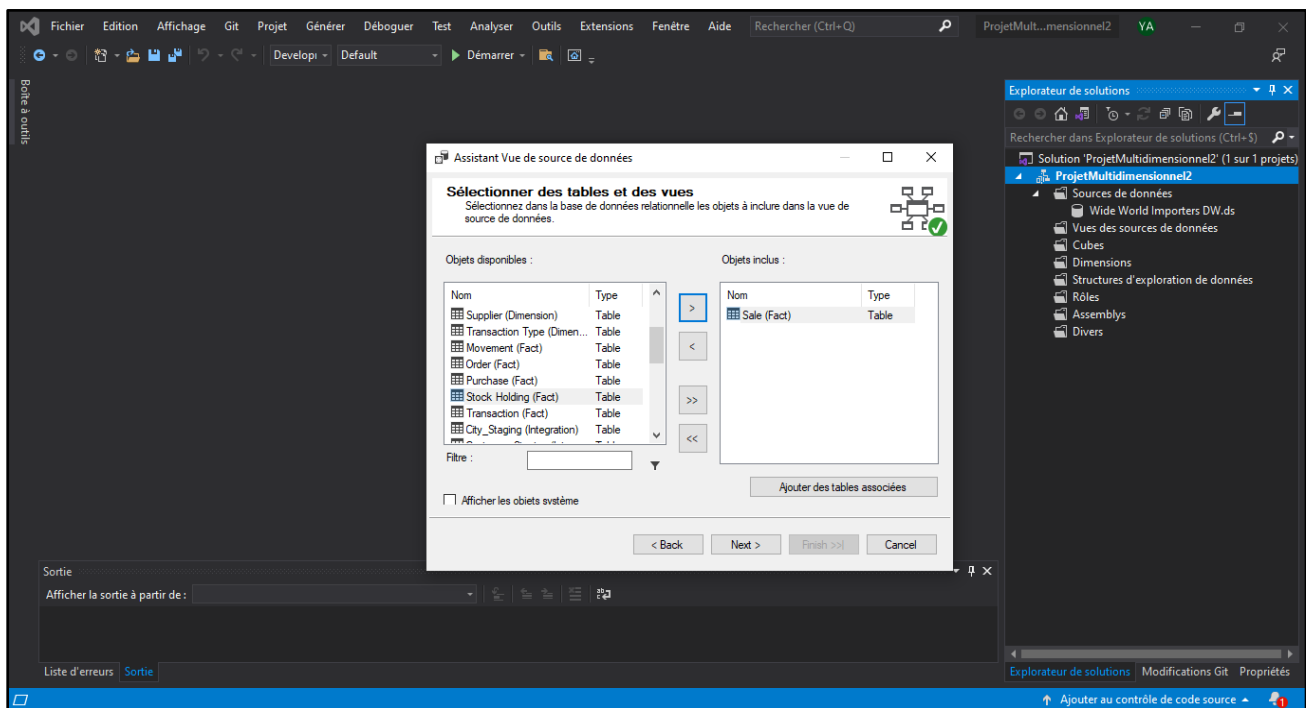 Fichier Edition Affichage Git Projet Générer Déboguer Test Analyser Outils Extensions Fenêtre Aide Rechercher (Ctrl+Q) ProjetMult...mensionnel2 YA
Developi Default Démarrer
Boîte à outils
Explorateur de solutions
Rechercher dans Explorateur de solutions (Ctrl+$)
Solution 'ProjetMultidimensionnel2' (1 sur 1 projets)
ProjetMultidimensionnel2
Sources de données
Wide World Importers DW.ds
Vues des sources de données
Cubes
Dimensions
Structures d'exploration de données
Rôles
Assemblys
Divers
Assistant Vue de source de données
Sélectionner des tables et des vues
Sélectionnez dans la base de données relationnelle les objets à inclure dans la vue de
source de données.
Objets disponibles :
Nom Type
Supplier (Dimension) Table
Transaction Type (Dimen... Table
Movement (Fact) Table
Order (Fact) Table
Purchase (Fact) Table
Stock Holding (Fact) Table
Transaction (Fact) Table
City_Staging (Integration) Table
>
<
>>
<<
Objets inclus :
Nom Type
Sale (Fact) Table
Filtre :
Ajouter des tables associées
Afficher les objets système
< Back Next > Finish >>| Cancel
Sortie
Afficher la sortie à partir de :
Liste d'erreurs Sortie
Explorateur de solutions Modifications Git Propriétés
Ajouter au contrôle de code source 1